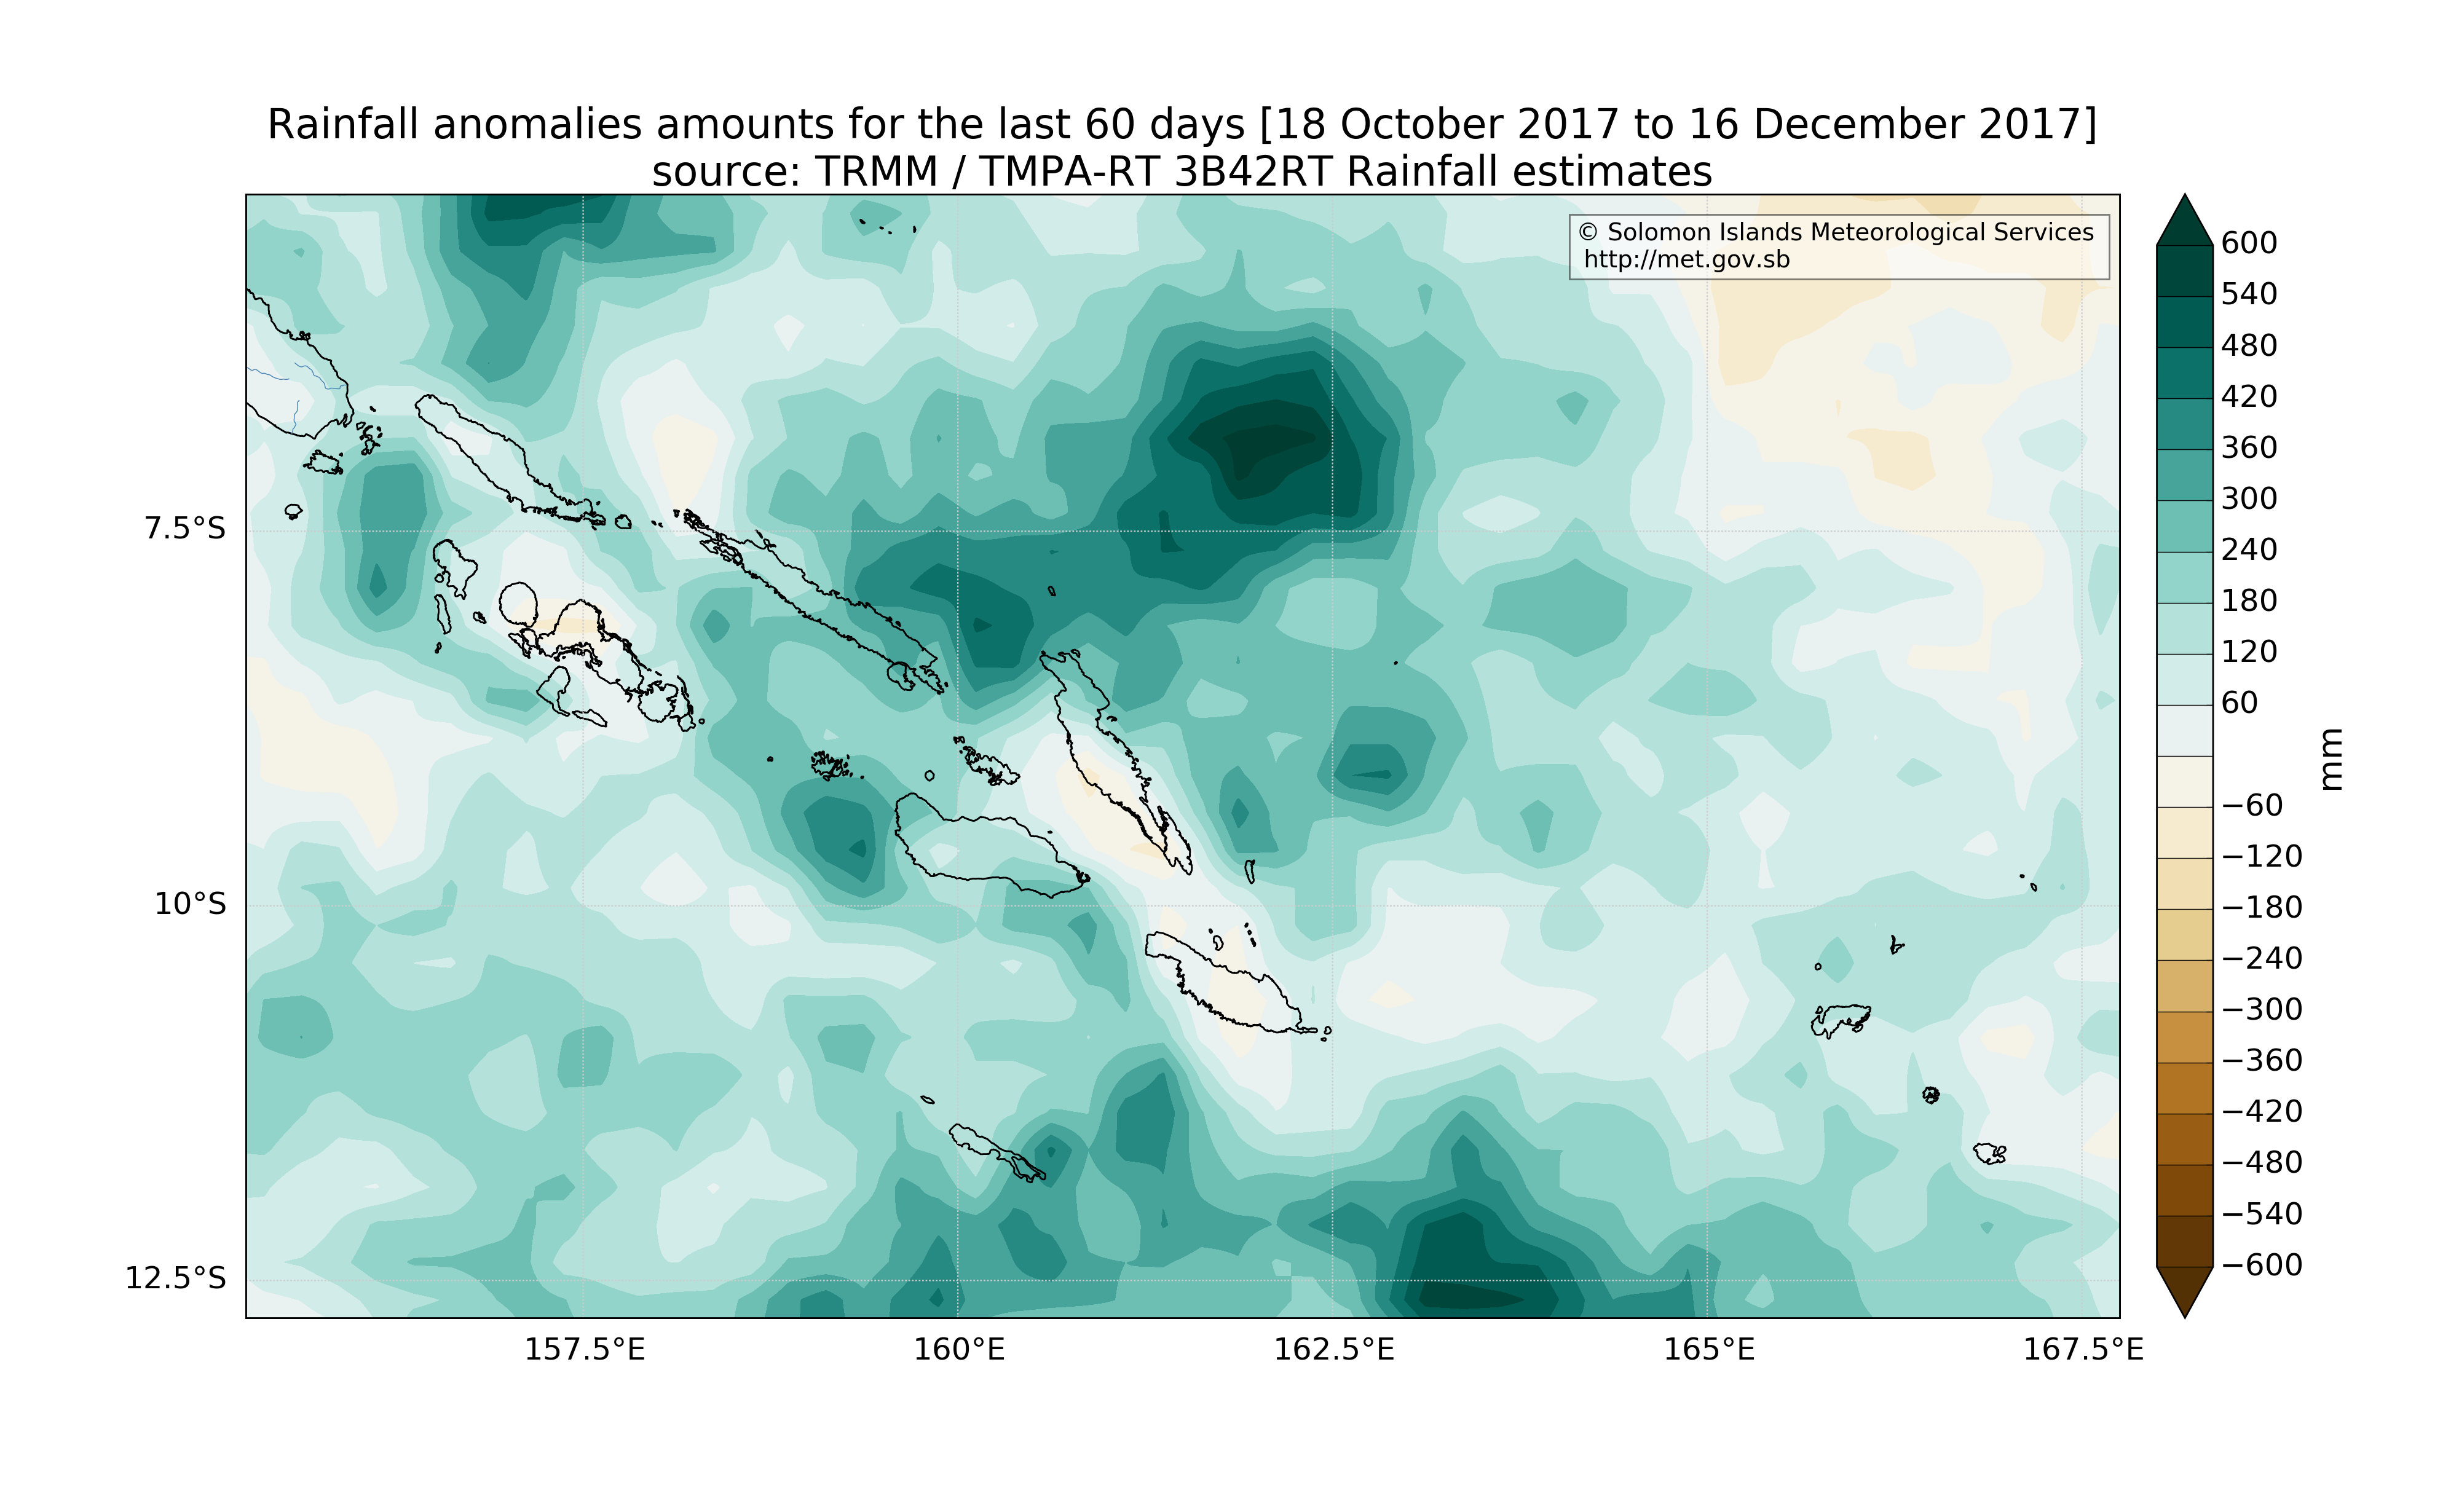 Rainfall anomalies amounts for the last 60 days [18 October 2017 to 16 December 2017]
source: TRMM / TMPA-RT 3B42RT Rainfall estimates
© Solomon Islands Meteorological Services
http://met.gov.sb
7.5°S
10°S
12.5°S
157.5°E
160°E
162.5°E
165°E
167.5°E
600
540
480
420
360
300
240
180
120
60
−60
−120
−180
−240
−300
−360
−420
−480
−540
−600
mm